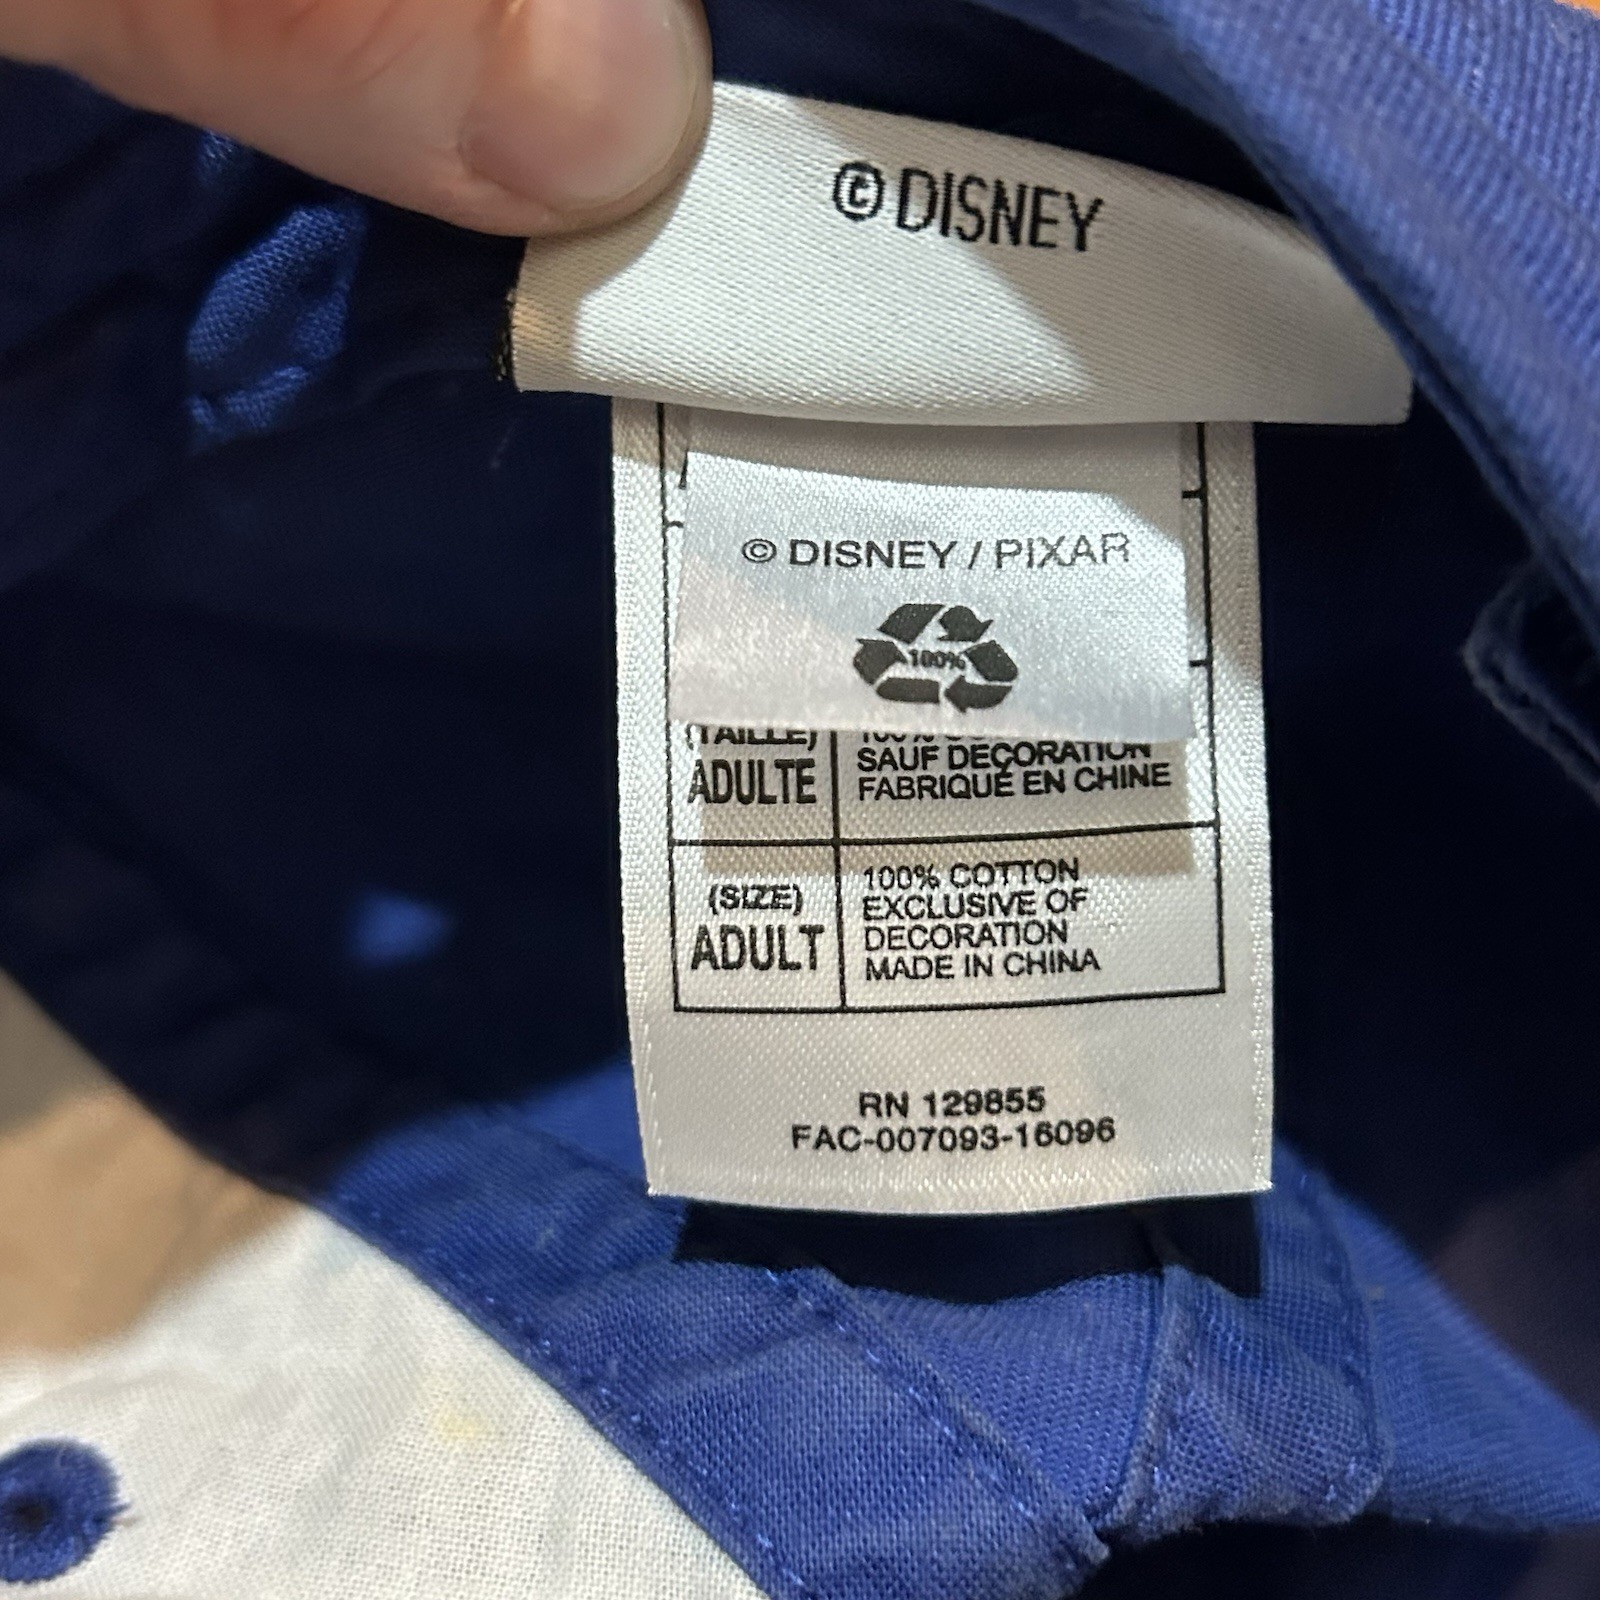 © DISNEY
© DISNEY / PIXAR
100%
(TAILLE)
ADULTE
SAUF DECORATION
FABRIQUÉ EN CHINE
(SIZE)
ADULT
100% COTTON
EXCLUSIVE OF
DECORATION
MADE IN CHINA
RN 129855
FAC-007093-16096